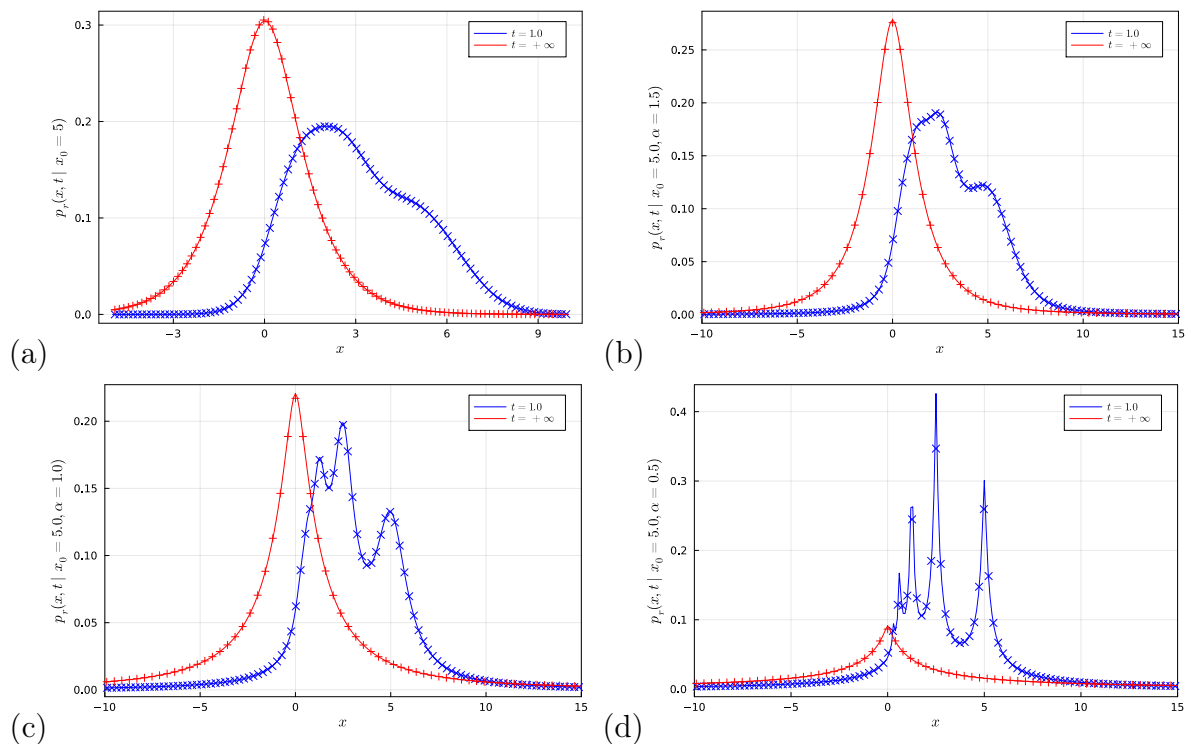 0.3
0.2
0.1
0.0
−3
0
3
6
9
t = 1.0
t = +∞
p_r(x, t | x_0 = 5)
x
(a)
0.25
0.20
0.15
0.10
0.05
0.00
−10
−5
0
5
10
15
t = 1.0
t = +∞
p_r(x, t | x_0 = 5.0, α = 1.5)
x
(b)
0.20
0.15
0.10
0.05
0.00
−10
−5
0
5
10
15
t = 1.0
t = +∞
p_r(x, t | x_0 = 5.0, α = 1.0)
x
(c)
0.4
0.3
0.2
0.1
0.0
−10
−5
0
5
10
15
t = 1.0
t = +∞
p_r(x, t | x_0 = 5.0, α = 0.5)
x
(d)